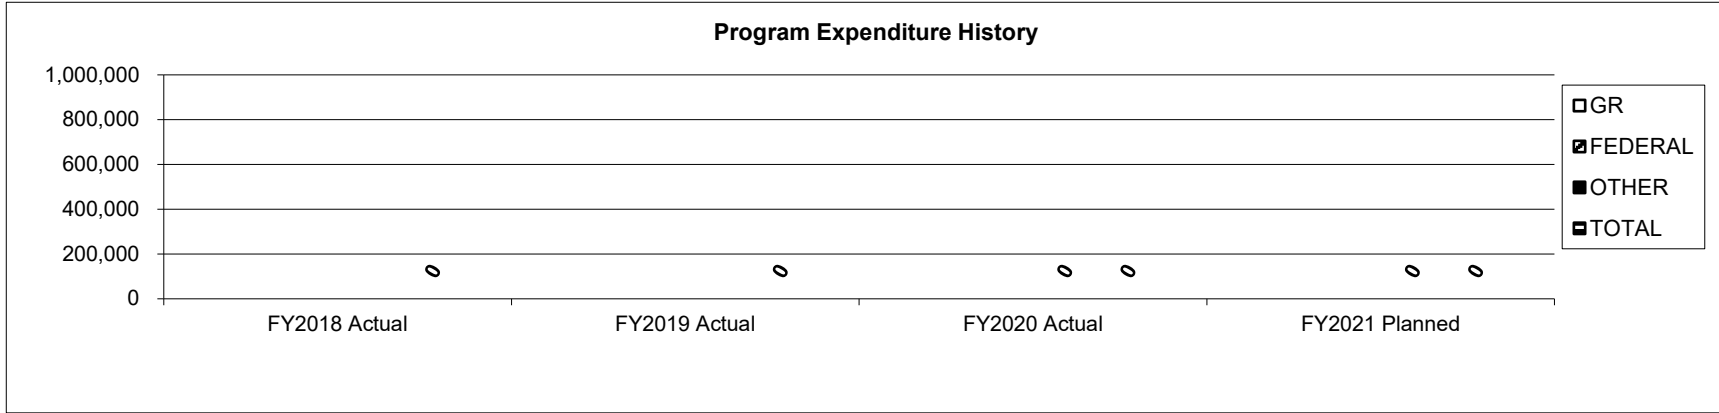 Program Expenditure History
1,000,000
800,000
600,000
400,000
200,000
0
0 0 0 0 0 0
FY2018 Actual FY2019 Actual FY2020 Actual FY2021 Planned
GR
FEDERAL
OTHER
TOTAL